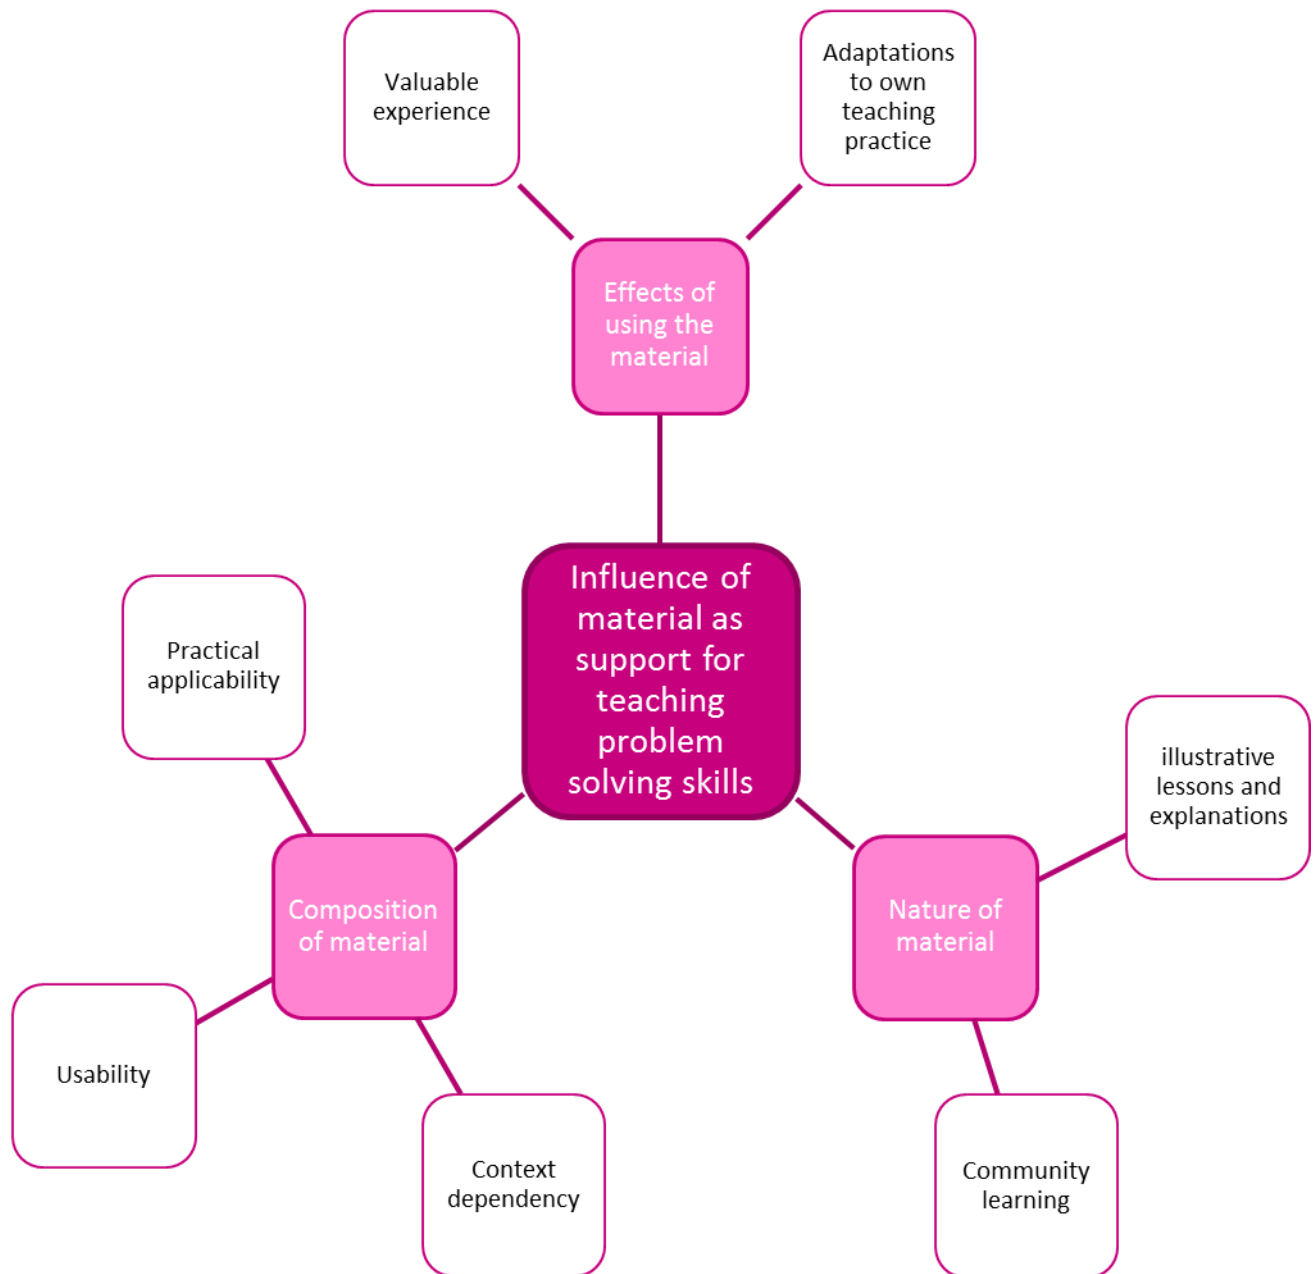 Valuable
experience
Adaptations
to own
teaching
practice
Effects of
using the
material
Influence of
material as
support for
teaching
problem
solving skills
Practical
applicability
illustrative
lessons and
explanations
Composition
of material
Nature of
material
Usability
Context
dependency
Community
learning